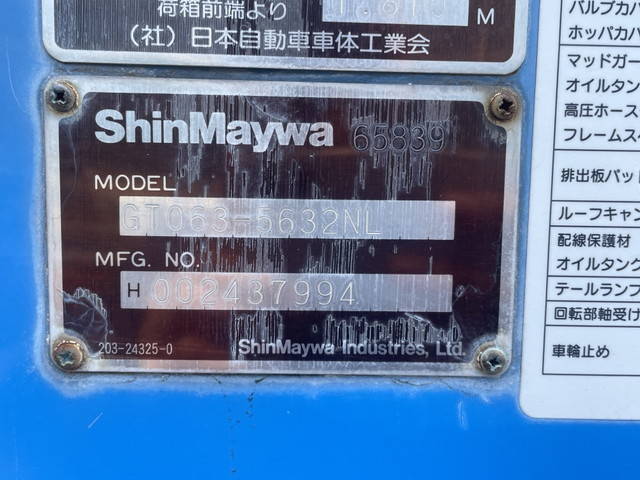 荷箱前端より M
(社)日本自動車車体工業会
ShinMaywa 65839
MODEL
GT063-5632NL
MFG. NO.
H 002437994
203-24325-0 ShinMaywa Industries, Ltd.
バルブカバ
ホッパカバ
マッドガー
オイルタン
高圧ホース
フレームス
排出板パッ
ルーフキャン
配線保護材
オイルタンク
テールランプ
回転部軸受け
車輪止め